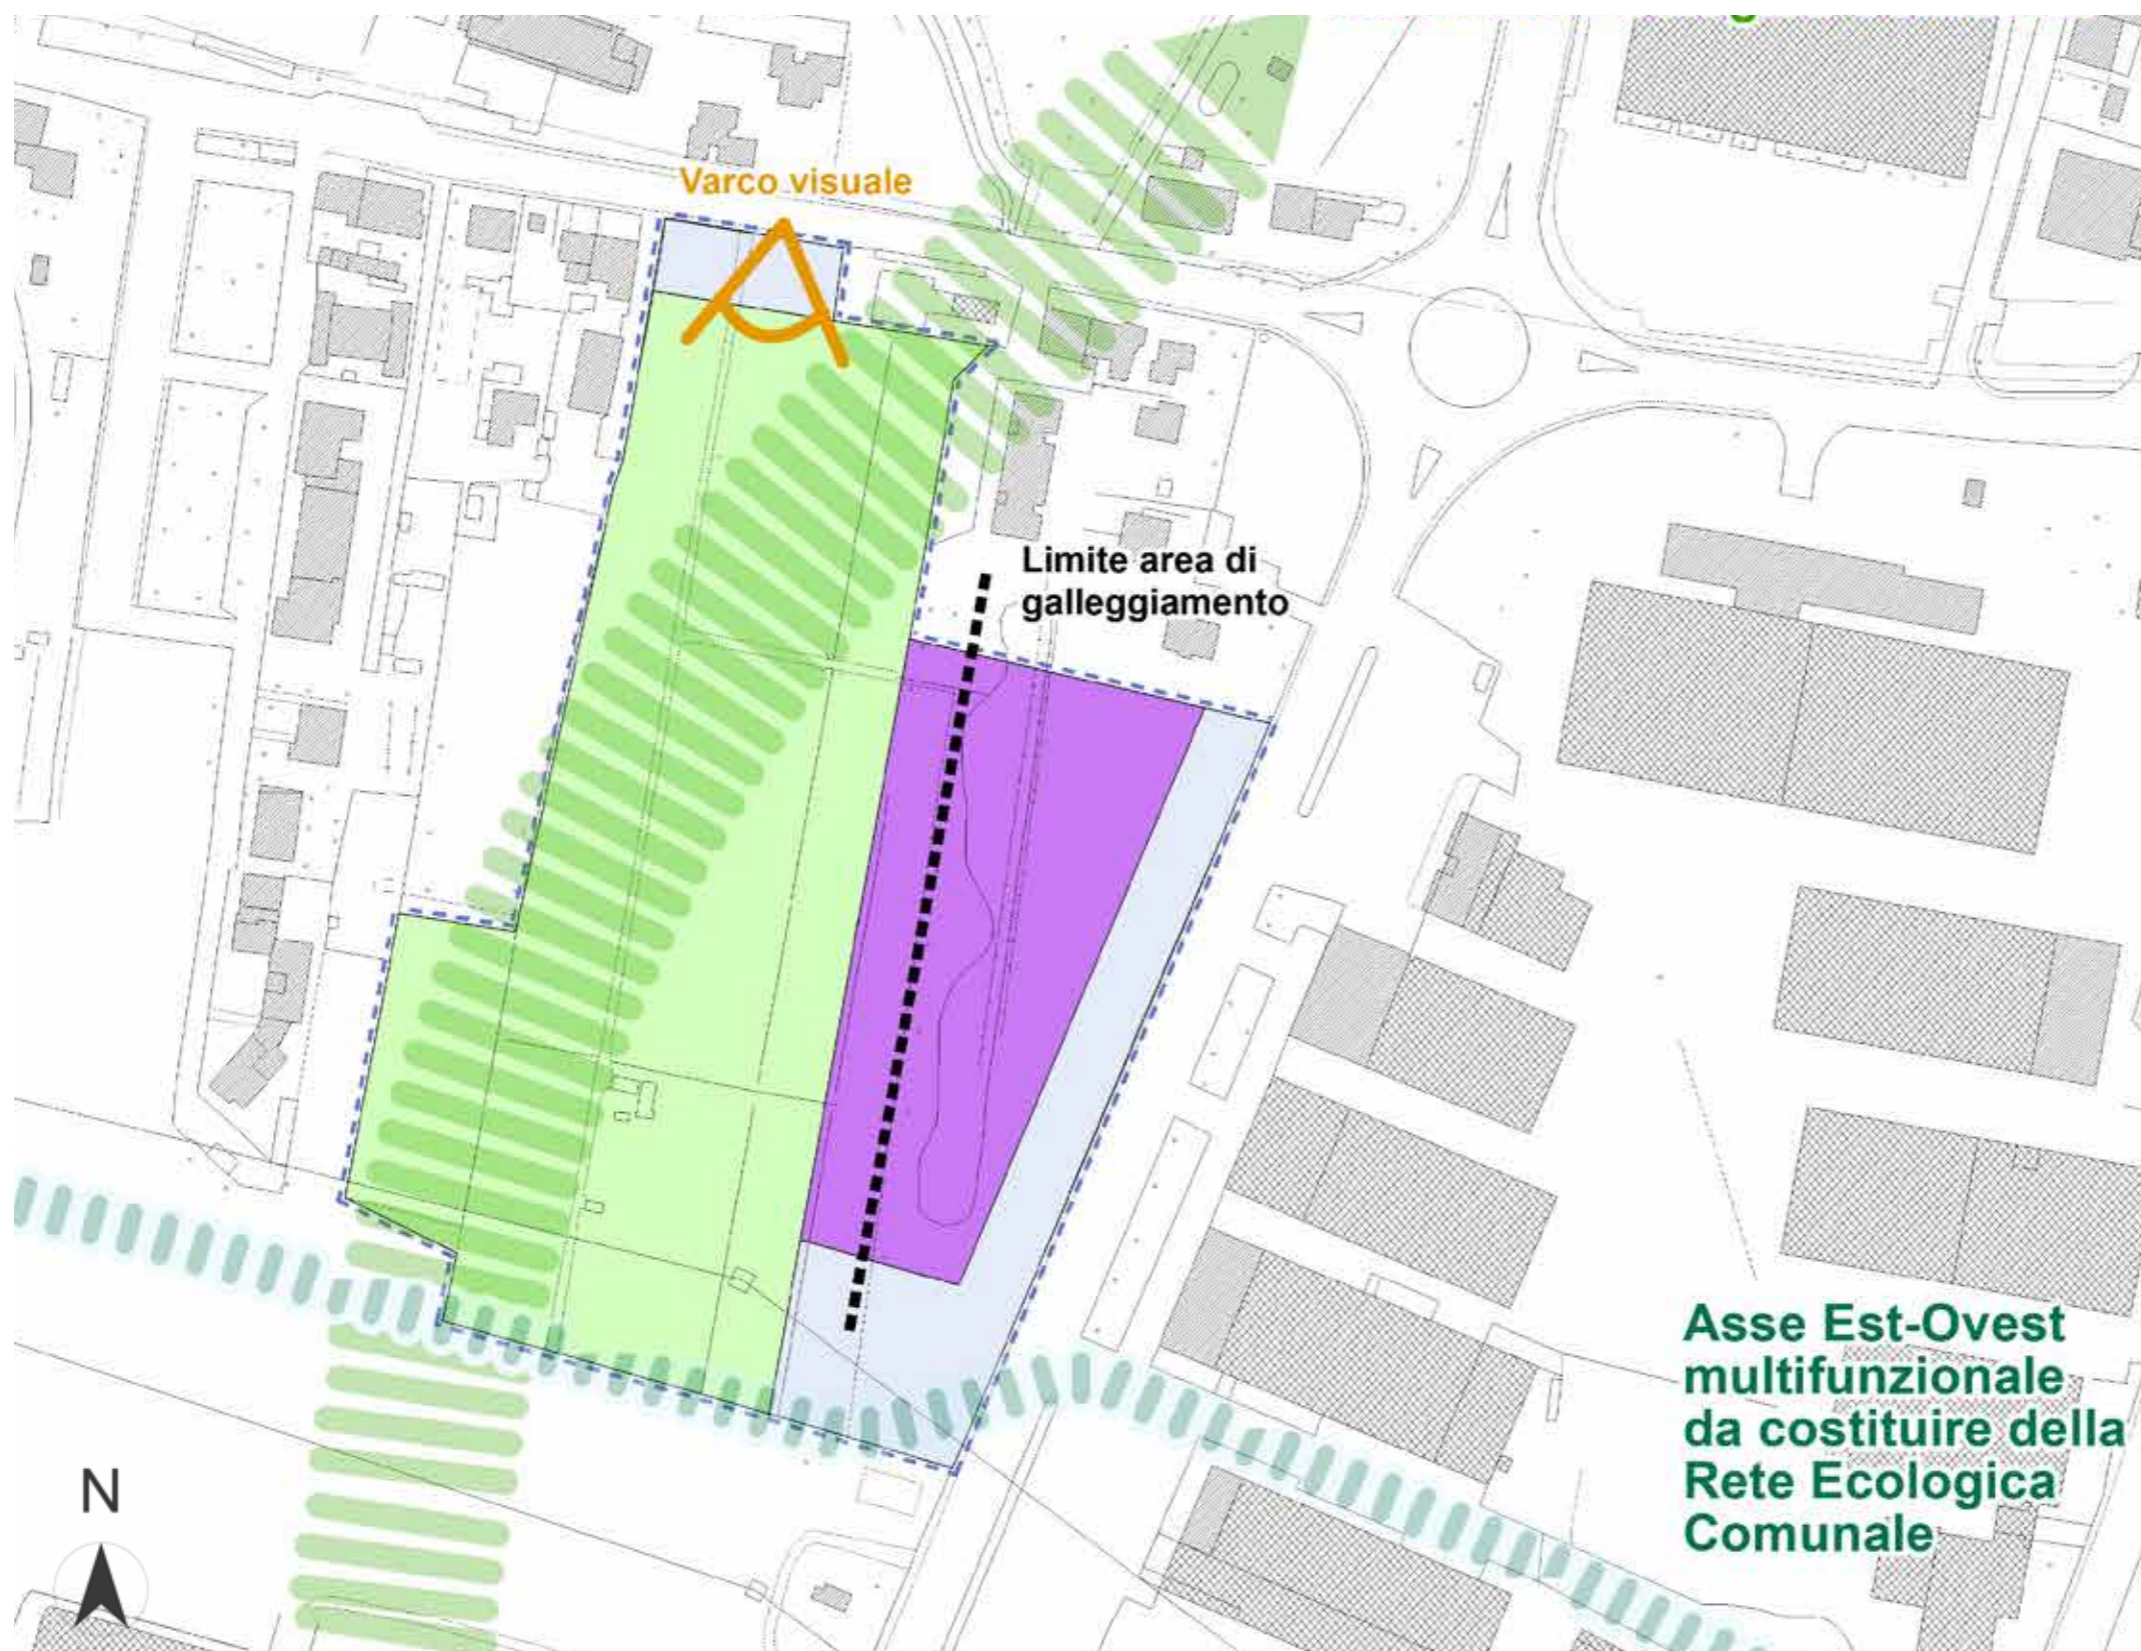 Varco visuale
Limite area di
galleggiamento
Asse Est-Ovest
multifunzionale
da costituire della
Rete Ecologica
Comunale
N